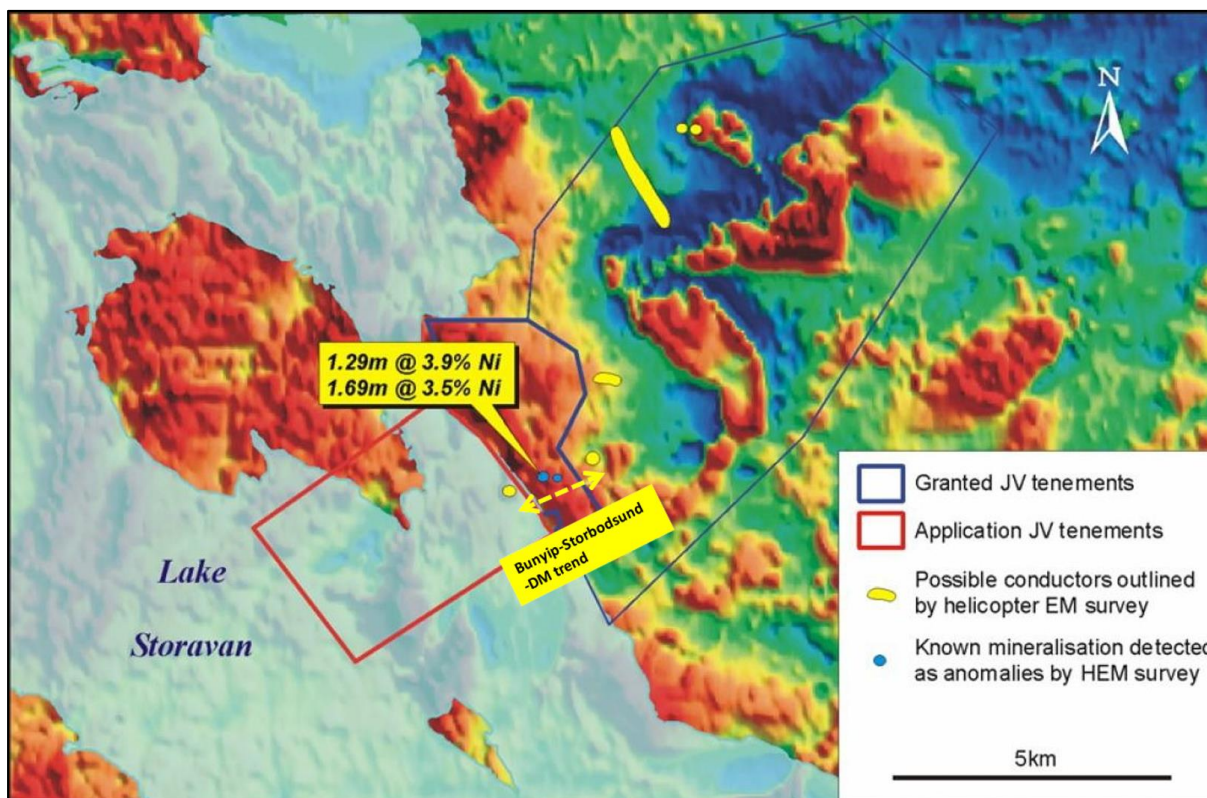 N
1.29m @ 3.9% Ni
1.69m @ 3.5% Ni
Bunyip-Storbodsund
-DM trend
Lake
Storavan
Granted JV tenements
Application JV tenements
Possible conductors outlined
by helicopter EM survey
Known mineralisation detected
as anomalies by HEM survey
5km